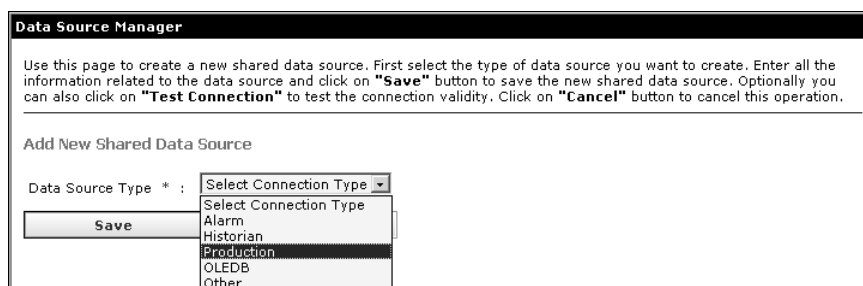 Data Source Manager
Use this page to create a new shared data source. First select the type of data source you want to create. Enter all the
information related to the data source and click on "Save" button to save the new shared data source. Optionally you
can also click on "Test Connection" to test the connection validity. Click on "Cancel" button to cancel this operation.
Add New Shared Data Source
Data Source Type * : Select Connection Type
Select Connection Type
Save
Alarm
Historian
Production
OLEDB
Other